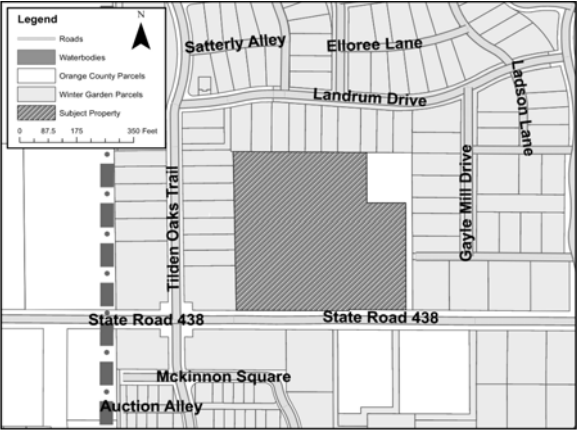 Legend
N
Roads
Waterbodies
Orange County Parcels
Winter Garden Parcels
Subject Property
0 87.5 175 350 Feet
Satterly Alley
Elloree Lane
Landrum Drive
Ladson Lane
Tilden Oaks Trail
Gayle Mill Drive
State Road 438
State Road 438
Mckinnon Square
Auction Alley